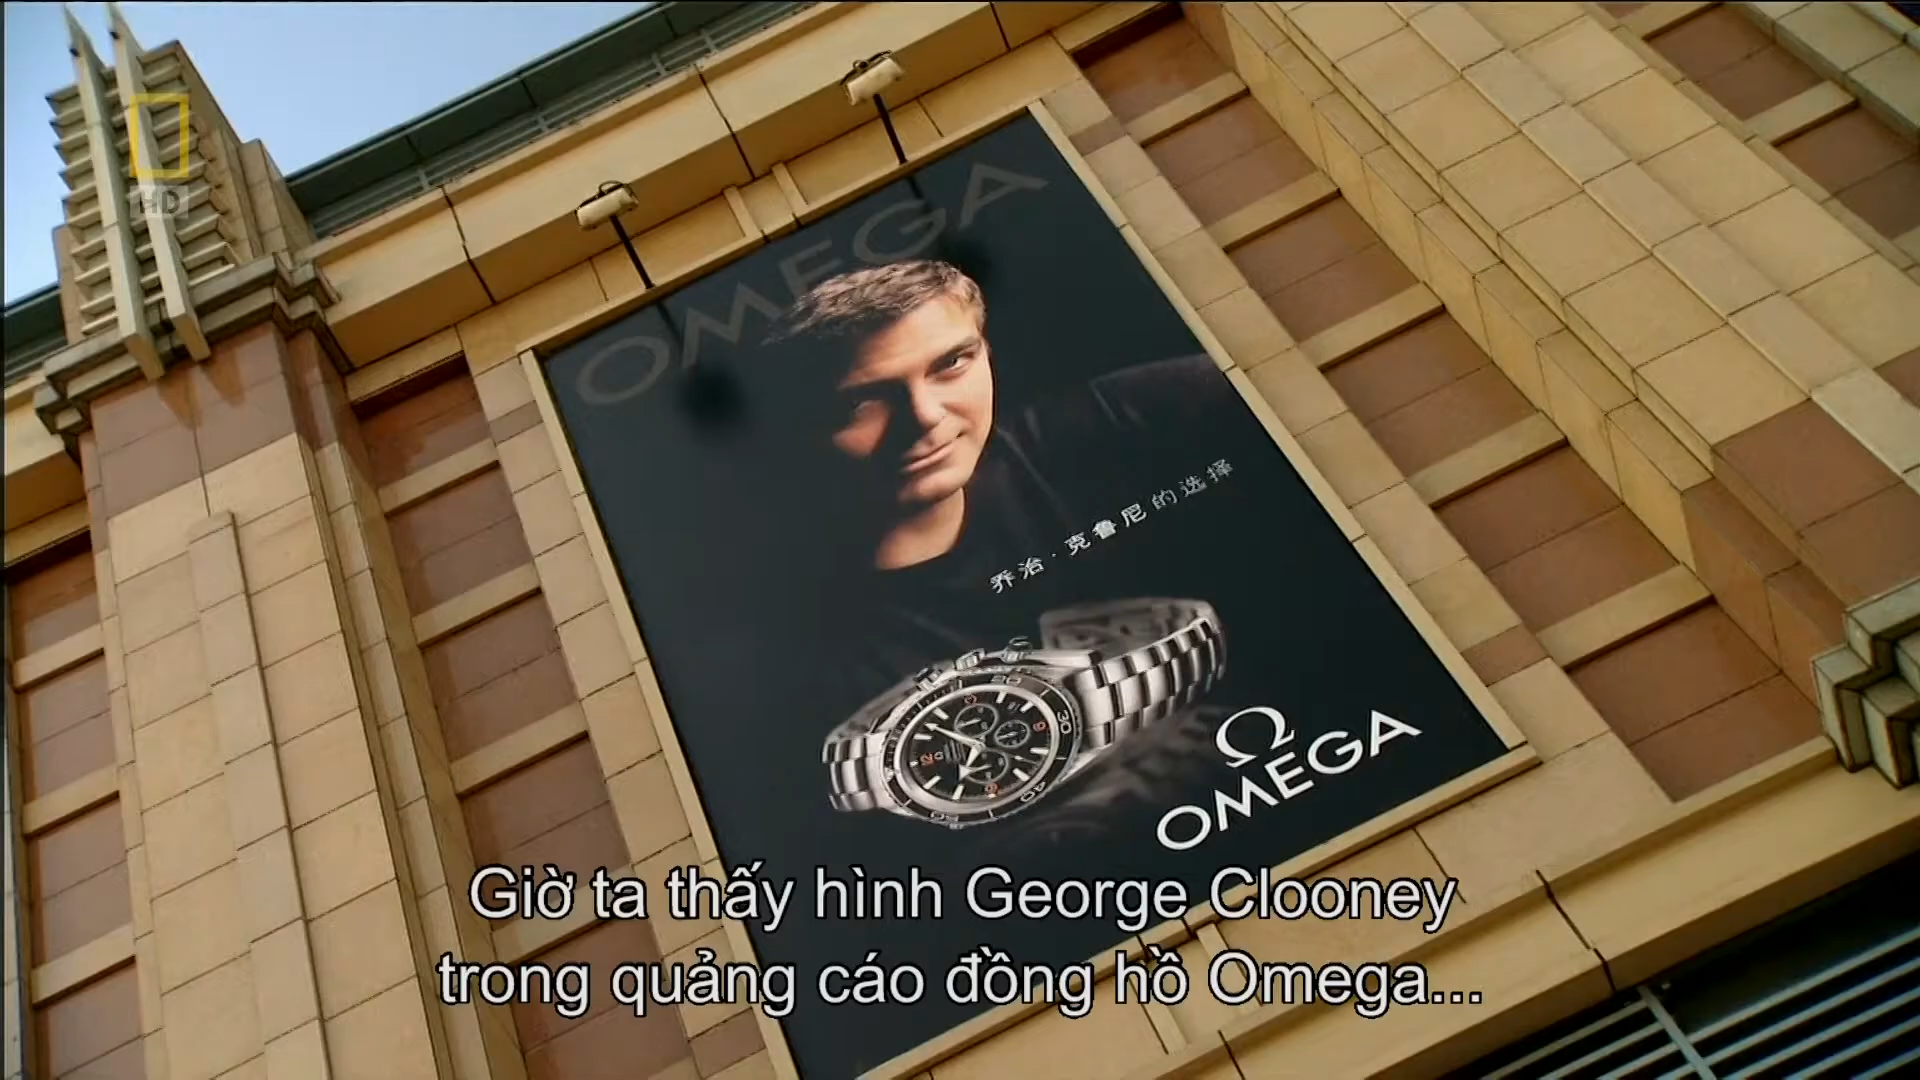 HD
OMEGA
乔治·克鲁尼的选择
Ω
OMEGA
Giờ ta thấy hình George Clooney
trong quảng cáo đồng hồ Omega...